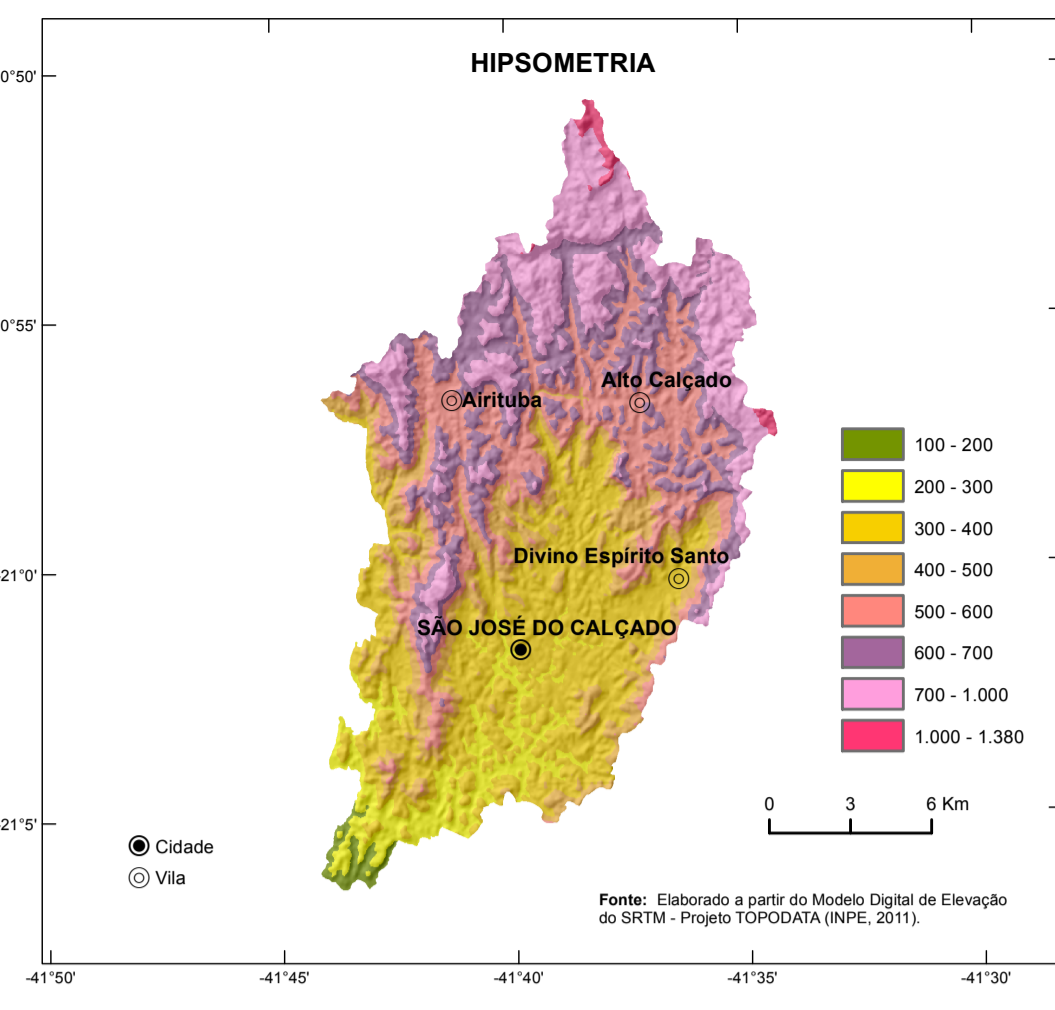 HIPSOMETRIA
0°50'
0°55'
Alto Calçado
Airituba
100 - 200
200 - 300
300 - 400
Divino Espírito Santo
400 - 500
21°0'
500 - 600
SÃO JOSÉ DO CALÇADO
600 - 700
700 - 1.000
1.000 - 1.380
0 3 6 Km
21°5'
Cidade
Vila
Fonte: Elaborado a partir do Modelo Digital de Elevação
do SRTM - Projeto TOPODATA (INPE, 2011).
-41°50' -41°45' -41°40' -41°35' -41°30'